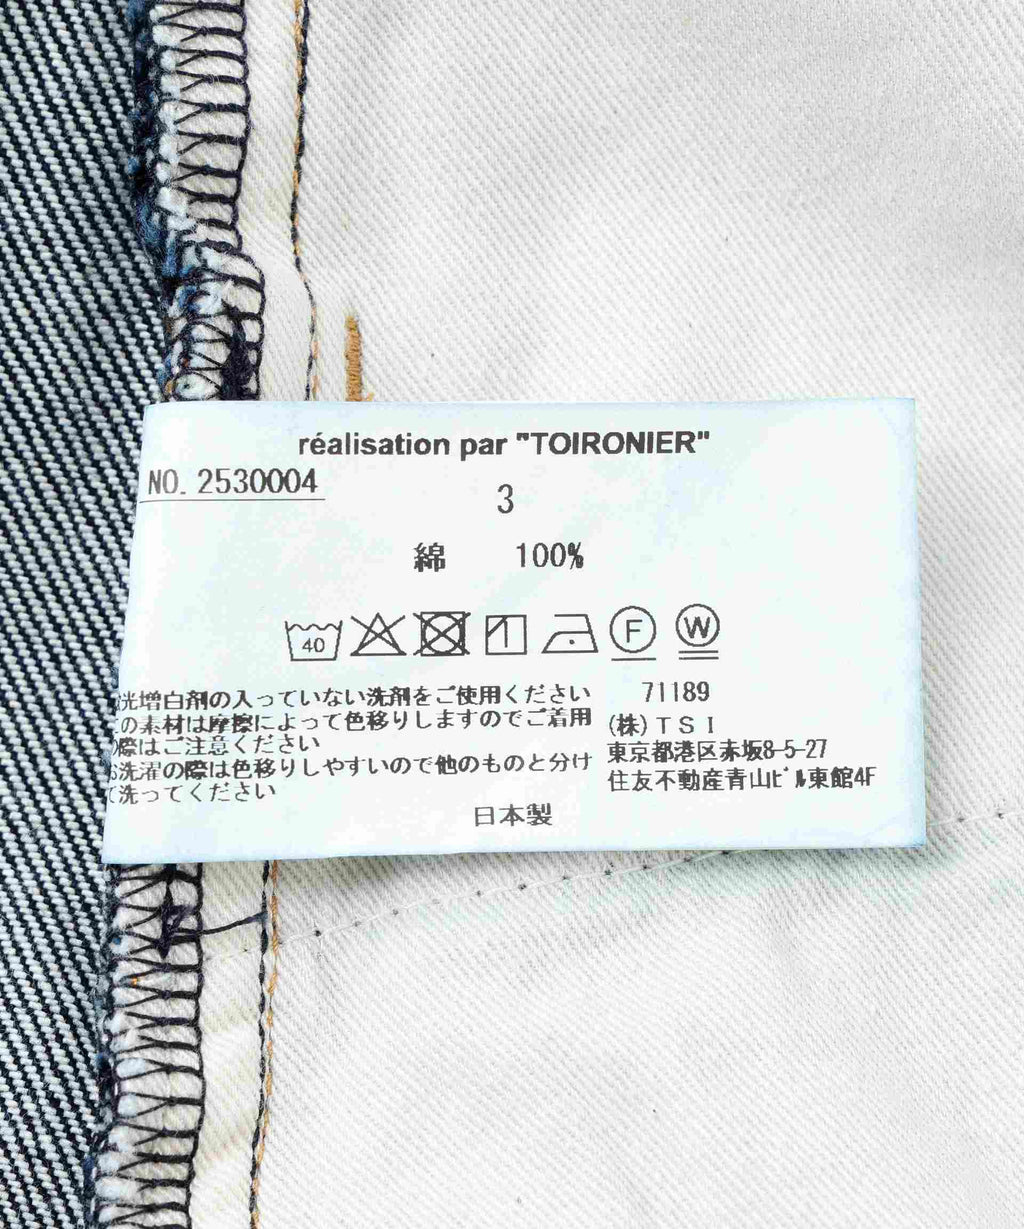 réalisation par "TOIRONIER"
NO. 2530004
3
綿 100%
40 F W
光増白剤の入っていない洗剤をご使用ください
の素材は摩擦によって色移りしますのでご着用
際はご注意ください
洗濯の際は色移りしやすいので他のものと分け
て洗ってください
71189
(株)TSI
東京都港区赤坂8-5-27
住友不動産青山ﾋﾞﾙ東館4F
日本製